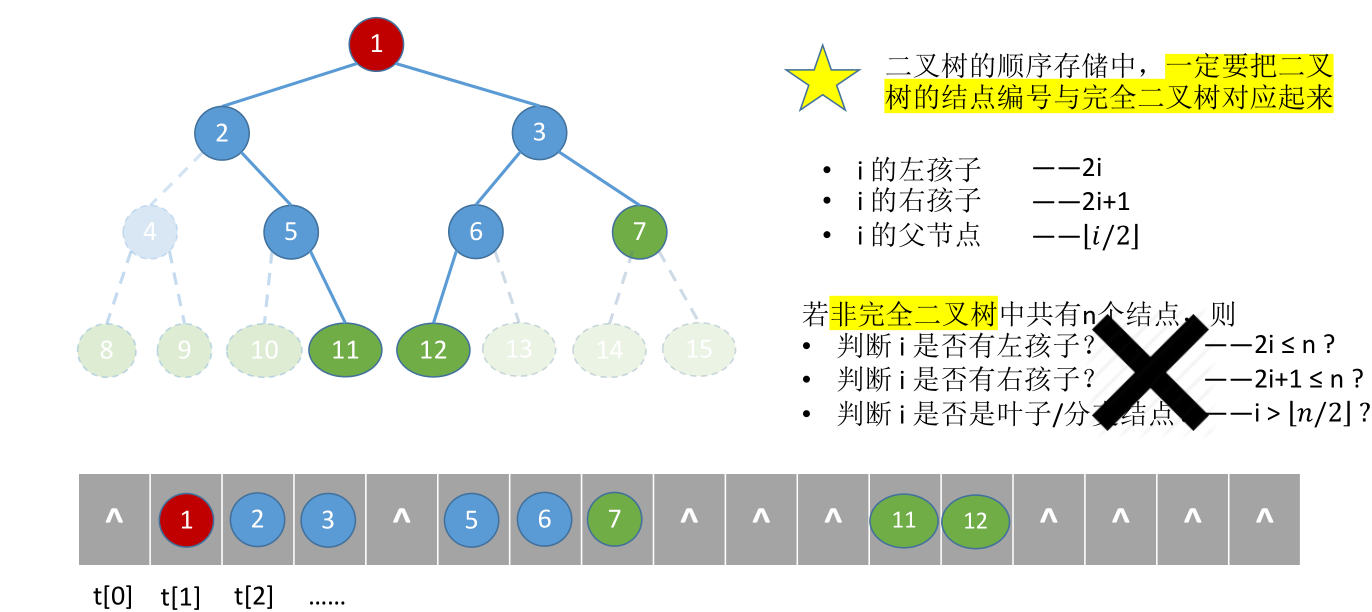 1
2
3
4
5
6
7
8
9
10
11
12
13
14
15
二叉树的顺序存储中，一定要把二叉
树的结点编号与完全二叉树对应起来
• i 的左孩子 ——2i
• i 的右孩子 ——2i+1
• i 的父节点 ——⌊i/2⌋
若非完全二叉树中共有n个结点，则
• 判断 i 是否有左孩子？ ——2i ≤ n ?
• 判断 i 是否有右孩子？ ——2i+1 ≤ n ?
• 判断 i 是否是叶子/分支结点？ ——i > ⌊n/2⌋ ?
^ 1 2 3 ^ 5 6 7 ^ ^ ^ 11 12 ^ ^ ^ ^
t[0] t[1] t[2] ……